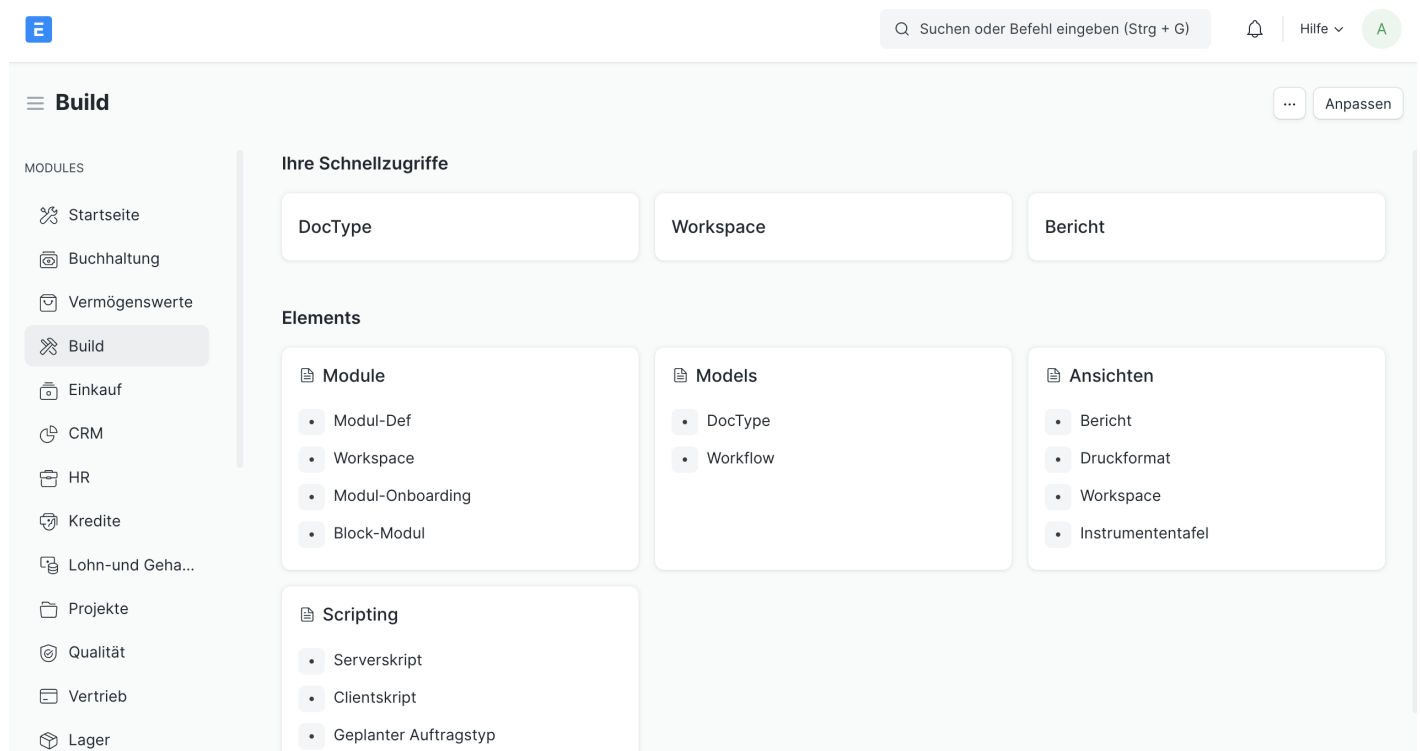 E
Suchen oder Befehl eingeben (Strg + G)
Hilfe
A
Build
...
Anpassen
MODULES
Startseite
Buchhaltung
Vermögenswerte
Build
Einkauf
CRM
HR
Kredite
Lohn-und Geha...
Projekte
Qualität
Vertrieb
Lager
Ihre Schnellzugriffe
DocType
Workspace
Bericht
Elements
Module
Modul-Def
Workspace
Modul-Onboarding
Block-Modul
Models
DocType
Workflow
Ansichten
Bericht
Druckformat
Workspace
Instrumententafel
Scripting
Serverskript
Clientskript
Geplanter Auftragstyp